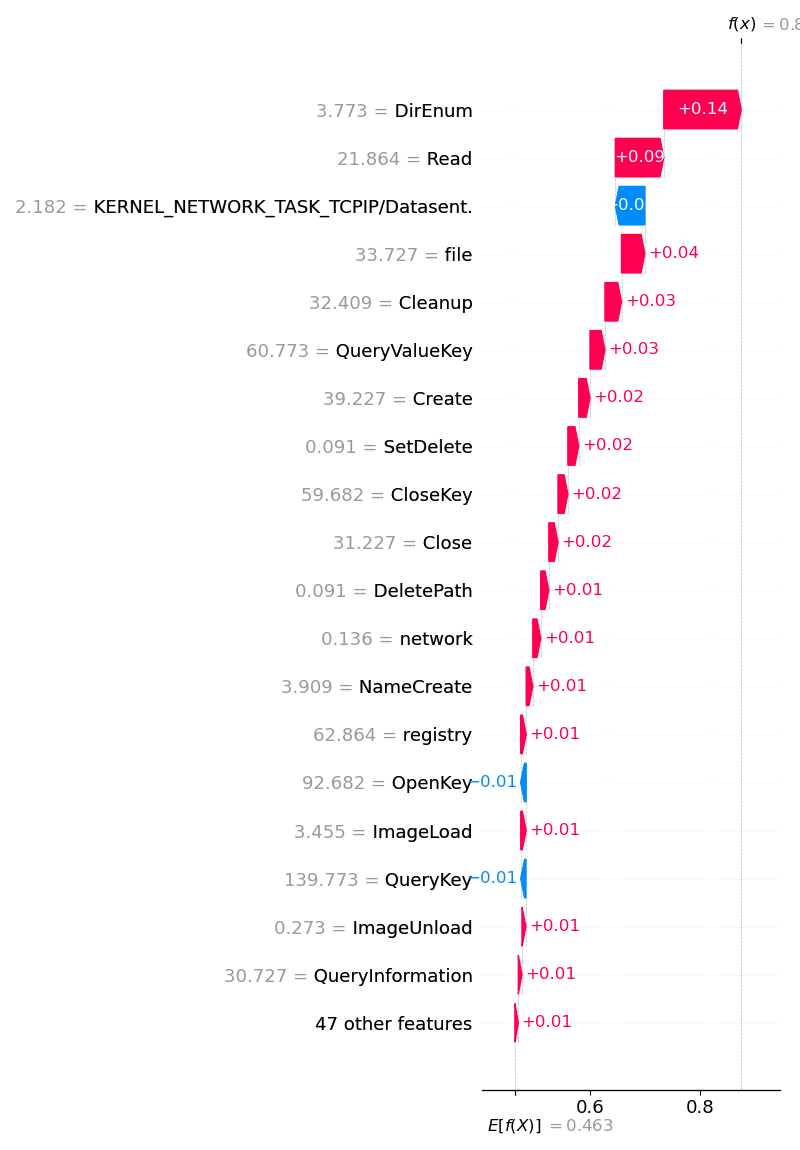 f(x) = 0.8
3.773 = DirEnum +0.14
21.864 = Read +0.09
2.182 = KERNEL_NETWORK_TASK_TCPIP/Datasent. −0.0
33.727 = file +0.04
32.409 = Cleanup +0.03
60.773 = QueryValueKey +0.03
39.227 = Create +0.02
0.091 = SetDelete +0.02
59.682 = CloseKey +0.02
31.227 = Close +0.02
0.091 = DeletePath +0.01
0.136 = network +0.01
3.909 = NameCreate +0.01
62.864 = registry +0.01
92.682 = OpenKey −0.01
3.455 = ImageLoad +0.01
139.773 = QueryKey −0.01
0.273 = ImageUnload +0.01
30.727 = QueryInformation +0.01
47 other features +0.01
0.6 0.8
E[f(X)] = 0.463